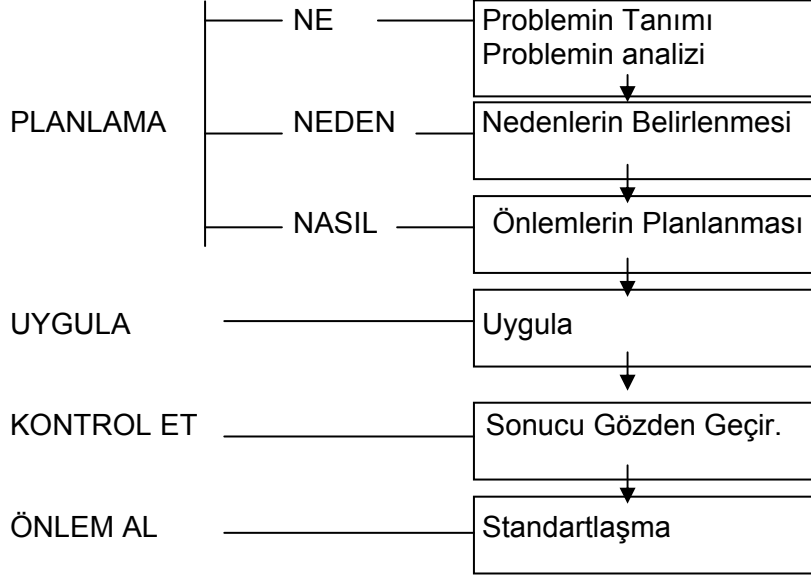 NE
Problemin Tanımı
Problemin analizi
PLANLAMA
NEDEN
Nedenlerin Belirlenmesi
NASIL
Önlemlerin Planlanması
UYGULA
Uygula
KONTROL ET
Sonucu Gözden Geçir.
ÖNLEM AL
Standartlaşma